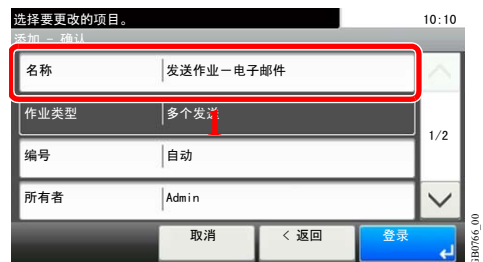 选择要更改的项目。 10:10
添加 - 确认
名称 发送作业－电子邮件
作业类型 多个发送
1/2
编号 自动
所有者 Admin
取消 < 返回 登录
GB0766_00